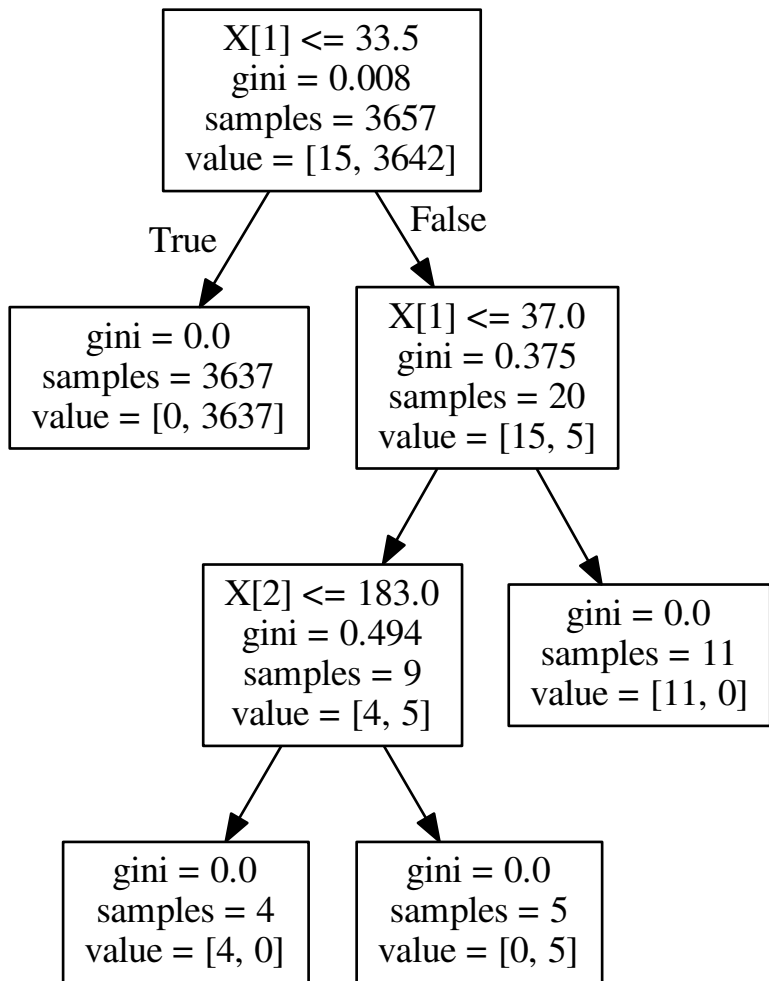 X[1] <= 33.5
gini = 0.008
samples = 3657
value = [15, 3642]
True
False
gini = 0.0
samples = 3637
value = [0, 3637]
X[1] <= 37.0
gini = 0.375
samples = 20
value = [15, 5]
X[2] <= 183.0
gini = 0.494
samples = 9
value = [4, 5]
gini = 0.0
samples = 11
value = [11, 0]
gini = 0.0
samples = 4
value = [4, 0]
gini = 0.0
samples = 5
value = [0, 5]